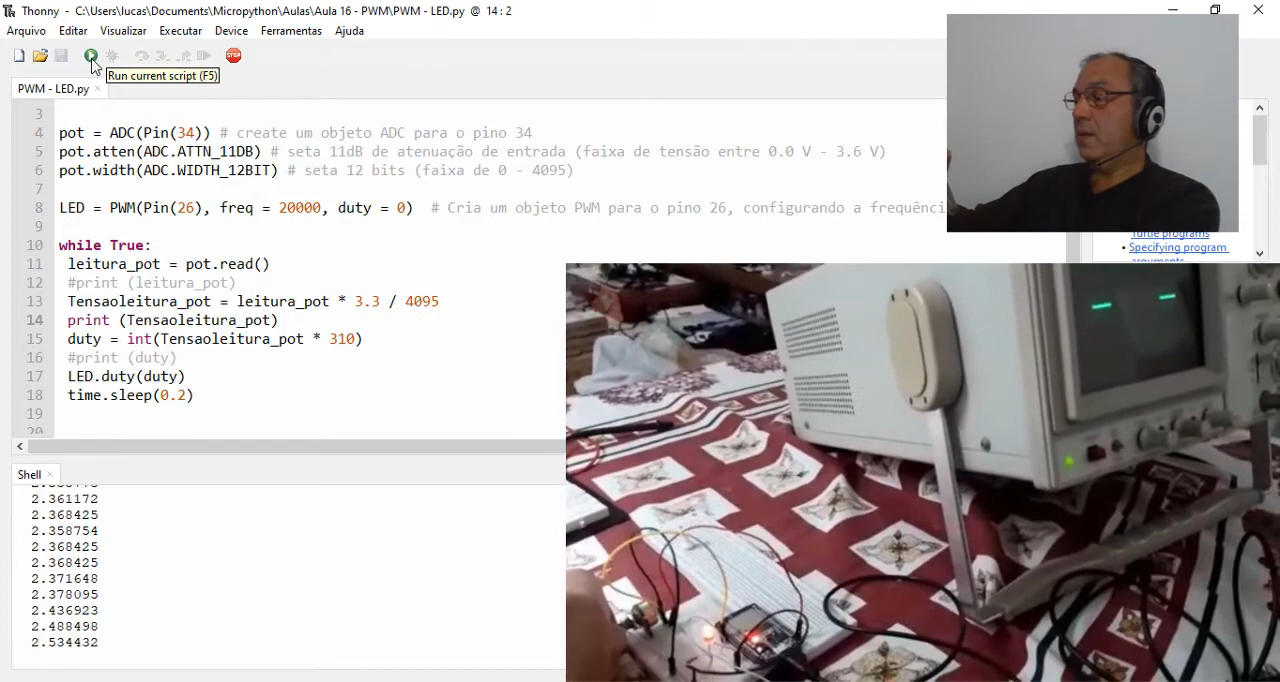 Thonny - C:\Users\lucas\Documents\Micropython\Aulas\Aula 16 - PWM\PWM - LED.py @ 14 : 2
Arquivo Editar Visualizar Executar Device Ferramentas Ajuda
STOP
Run current script (F5)
PWM - LED.py
3
4 pot = ADC(Pin(34)) # create um objeto ADC para o pino 34
5 pot.atten(ADC.ATTN_11DB) # seta 11dB de atenuação de entrada (faixa de tensão entre 0.0 V - 3.6 V)
6 pot.width(ADC.WIDTH_12BIT) # seta 12 bits (faixa de 0 - 4095)
7
8 LED = PWM(Pin(26), freq = 20000, duty = 0) # Cria um objeto PWM para o pino 26, configurando a frequênci
9
10 while True:
11 leitura_pot = pot.read()
12 #print (leitura_pot)
13 Tensaoleitura_pot = leitura_pot * 3.3 / 4095
14 print (Tensaoleitura_pot)
15 duty = int(Tensaoleitura_pot * 310)
16 #print (duty)
17 LED.duty(duty)
18 time.sleep(0.2)
19
20
Turtle programs
• Specifying program
arguments
Shell
2.361172
2.368425
2.358754
2.368425
2.368425
2.371648
2.378095
2.436923
2.488498
2.534432